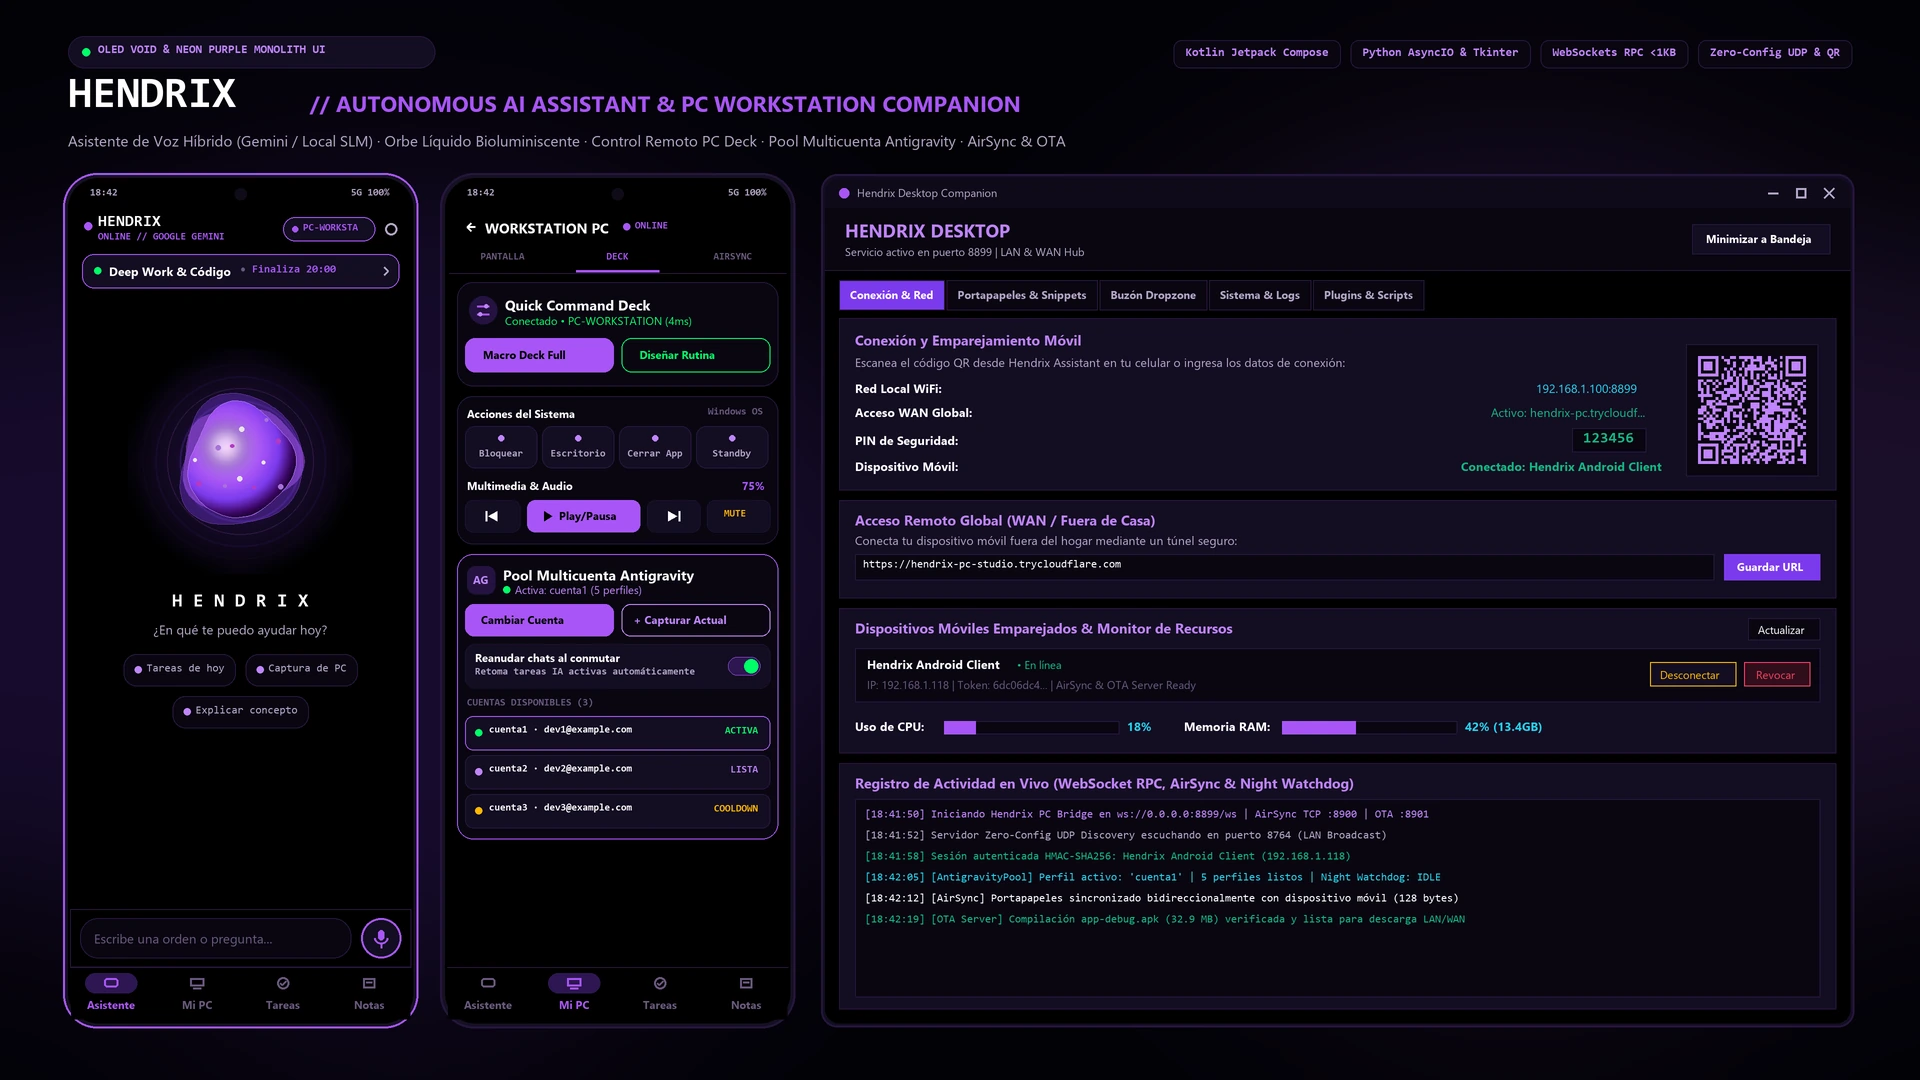 OLED VOID & NEON PURPLE MONOLITH UI
Kotlin Jetpack Compose
Python AsyncIO & Tkinter
WebSockets RPC <1KB
Zero-Config UDP & QR
HENDRIX
// AUTONOMOUS AI ASSISTANT & PC WORKSTATION COMPANION
Asistente de Voz Híbrido (Gemini / Local SLM) · Orbe Líquido Bioluminiscente · Control Remoto PC Deck · Pool Multicuenta Antigravity · AirSync & OTA
18:42
5G 100%
HENDRIX
ONLINE // GOOGLE GEMINI
PC-WORKSTA
Deep Work & Código
• Finaliza 20:00
HENDRIX
¿En qué te puedo ayudar hoy?
Tareas de hoy
Captura de PC
Explicar concepto
Escribe una orden o pregunta...
Asistente
Mi PC
Tareas
Notas
18:42
5G 100%
WORKSTATION PC
ONLINE
PANTALLA
DECK
AIRSYNC
Quick Command Deck
Conectado • PC-WORKSTATION (4ms)
Macro Deck Full
Diseñar Rutina
Acciones del Sistema
Windows OS
Bloquear
Escritorio
Cerrar App
Standby
Multimedia & Audio
75%
Play/Pausa
MUTE
AG
Pool Multicuenta Antigravity
Activa: cuenta1 (5 perfiles)
Cambiar Cuenta
+ Capturar Actual
Reanudar chats al conmutar
Retoma tareas IA activas automáticamente
CUENTAS DISPONIBLES (3)
cuenta1 · dev1@example.com
ACTIVA
cuenta2 · dev2@example.com
LISTA
cuenta3 · dev3@example.com
COOLDOWN
Asistente
Mi PC
Tareas
Notas
Hendrix Desktop Companion
HENDRIX DESKTOP
Servicio activo en puerto 8899 | LAN & WAN Hub
Minimizar a Bandeja
Conexión & Red
Portapapeles & Snippets
Buzón Dropzone
Sistema & Logs
Plugins & Scripts
Conexión y Emparejamiento Móvil
Escanea el código QR desde Hendrix Assistant en tu celular o ingresa los datos de conexión:
Red Local WiFi:
192.168.1.100:8899
Acceso WAN Global:
Activo: hendrix-pc.trycloudf...
PIN de Seguridad:
123456
Dispositivo Móvil:
Conectado: Hendrix Android Client
Acceso Remoto Global (WAN / Fuera de Casa)
Conecta tu dispositivo móvil fuera del hogar mediante un túnel seguro:
https://hendrix-pc-studio.trycloudflare.com
Guardar URL
Dispositivos Móviles Emparejados & Monitor de Recursos
Actualizar
Hendrix Android Client
• En línea
IP: 192.168.1.118 | Token: 6dc06dc4... | AirSync & OTA Server Ready
Desconectar
Revocar
Uso de CPU:
18%
Memoria RAM:
42% (13.4GB)
Registro de Actividad en Vivo (WebSocket RPC, AirSync & Night Watchdog)
[18:41:50] Iniciando Hendrix PC Bridge en ws://0.0.0.0:8899/ws | AirSync TCP :8900 | OTA :8901
[18:41:52] Servidor Zero-Config UDP Discovery escuchando en puerto 8764 (LAN Broadcast)
[18:41:58] Sesión autenticada HMAC-SHA256: Hendrix Android Client (192.168.1.118)
[18:42:05] [AntigravityPool] Perfil activo: 'cuenta1' | 5 perfiles listos | Night Watchdog: IDLE
[18:42:12] [AirSync] Portapapeles sincronizado bidireccionalmente con dispositivo móvil (128 bytes)
[18:42:19] [OTA Server] Compilación app-debug.apk (32.9 MB) verificada y lista para descarga LAN/WAN